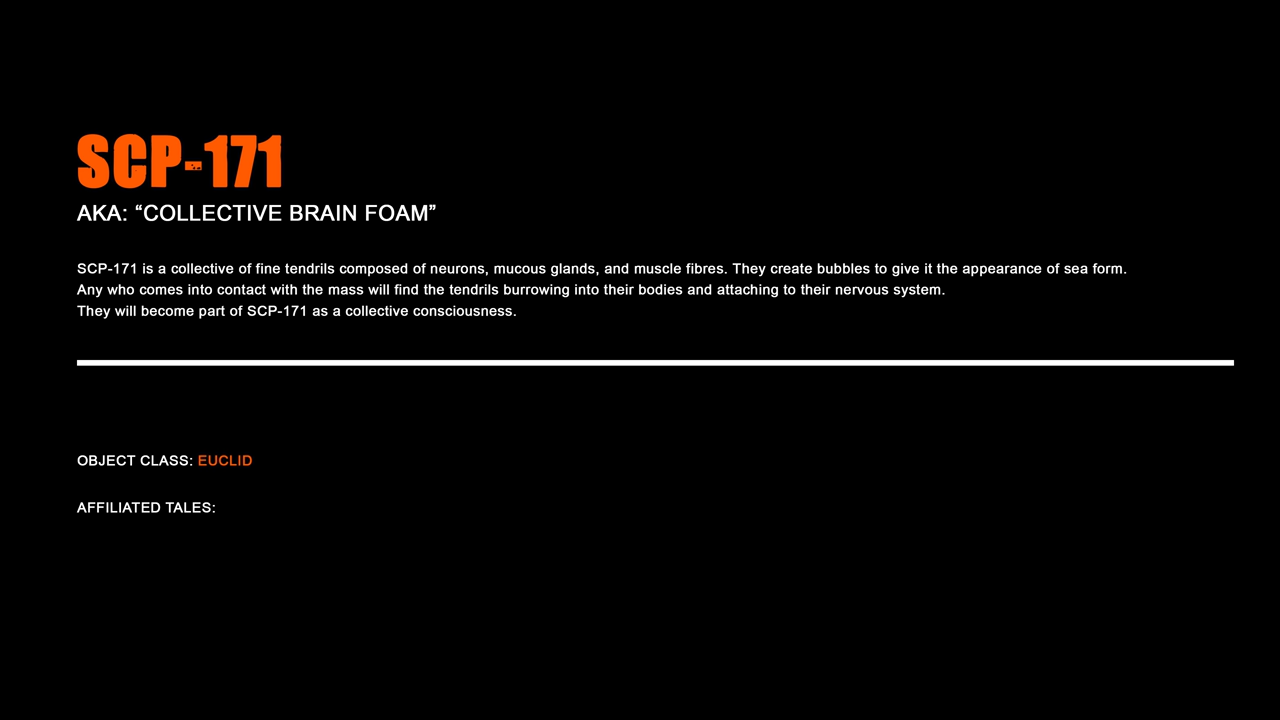 SCP-171
AKA: “COLLECTIVE BRAIN FOAM”
SCP-171 is a collective of fine tendrils composed of neurons, mucous glands, and muscle fibres. They create bubbles to give it the appearance of sea form.
Any who comes into contact with the mass will find the tendrils burrowing into their bodies and attaching to their nervous system.
They will become part of SCP-171 as a collective consciousness.
OBJECT CLASS: EUCLID
AFFILIATED TALES: